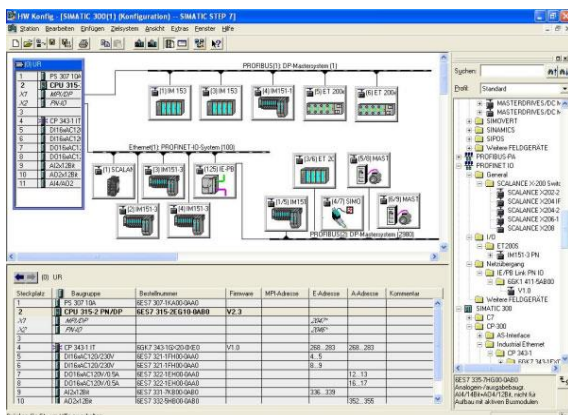 HW Konfig - [SIMATIC 300(1) (Konfiguration) -- SIMATIC STEP 7]
Station Bearbeiten Einfügen Zielsystem Ansicht Extras Fenster Hilfe
(0) UR
1 PS 307 10A
2 CPU 315-
X1 MPI/DP
X2 PN-IO
3
4 CP 343-1 IT
5 DI16xAC12
6 DI16xAC12
7 DO16xAC12
8 DO16xAC12
9 AI2x12Bit
10 AO2x12Bit
11 AI4/AO2
PROFIBUS(1): DP-Mastersystem (1)
(1) IM 153
(3) IM 153
(4) IM151-1
(5) ET 200
(6) ET 200
Ethernet(1): PROFINET-IO-System (100)
(1) SCALAN
(3) IM151-3
(125) IE-PB
(2) IM151-3
(4) IM151-3
(3/6) ET 2C
(5/8) MAST
(1/5) IM151
(4/7) SIMO
(6/9) MAST
PROFIBUS(2): DP-Mastersystem (2980)
Suchen:
Profil: Standard
MASTERDRIVES/DC M
MASTERDRIVES/DC M
SIMOVERT
SINAMICS
SIPOS
Weitere FELDGERÄTE
PROFIBUS-PA
PROFINET IO
General
SCALANCE X-200 Switc
SCALANCE X202-2
SCALANCE X204 IF
SCALANCE X204-2
SCALANCE X206-1
SCALANCE X208
I/O
ET200S
IM151-3 PN
Netzübergang
IE/PB Link PN IO
6GK1 411-5AB00
V1.0
Weitere FELDGERÄTE
SIMATIC 300
C7
CP-300
AS-Interface
Industrial Ethernet
CP 343-1
6ES7 335-7HG00-0AB0
Analogein-/ausgabebaugr.
AI4/14Bit+AO4/12Bit, nicht für
Aufbau mit aktiven Busmodulen
(0) UR
Steckplatz Baugruppe Bestellnummer Firmware MPI-Adresse E-Adresse A-Adresse Kommentar
1 PS 307 10A 6ES7 307-1KA00-0AA0
2 CPU 315-2 PN/DP 6ES7 315-2EG10-0AB0 V2.3
X1 MPI/DP 2047*
X2 PN-IO 2046*
3
4 CP 343-1 IT 6GK7 343-1GX20-0XE0 V1.0 268...283 268...283
5 DI16xAC120/230V 6ES7 321-1FH00-0AA0 4...5
6 DI16xAC120/230V 6ES7 321-1FH00-0AA0 8...9
7 DO16xAC120V/0.5A 6ES7 322-1EH00-0AA0 12...13
8 DO16xAC120V/0.5A 6ES7 322-1EH00-0AA0 16...17
9 AI2x12Bit 6ES7 331-7KB00-0AB0 336...339
10 AO2x12Bit 6ES7 332-5HB00-0AB0 352...355